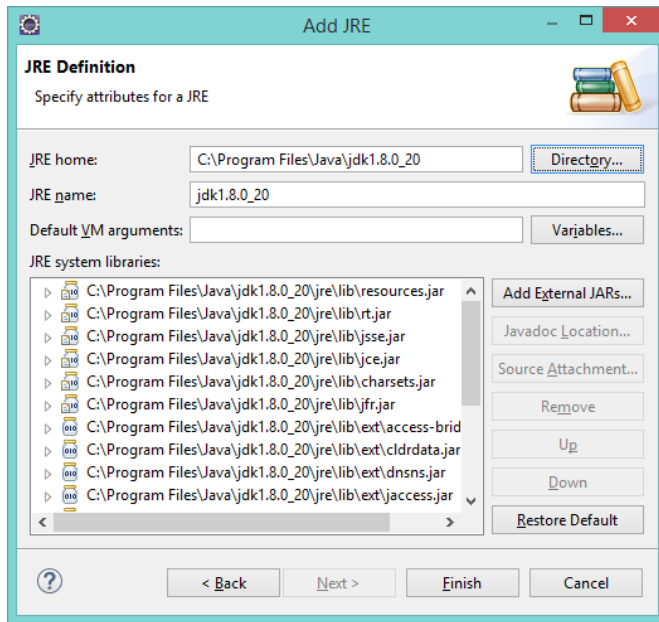 Add JRE
JRE Definition
Specify attributes for a JRE
JRE home: C:\Program Files\Java\jdk1.8.0_20 Directory...
JRE name: jdk1.8.0_20
Default VM arguments: Variables...
JRE system libraries:
C:\Program Files\Java\jdk1.8.0_20\jre\lib\resources.jar Add External JARs...
C:\Program Files\Java\jdk1.8.0_20\jre\lib\rt.jar
C:\Program Files\Java\jdk1.8.0_20\jre\lib\jsse.jar Javadoc Location...
C:\Program Files\Java\jdk1.8.0_20\jre\lib\jce.jar Source Attachment...
C:\Program Files\Java\jdk1.8.0_20\jre\lib\charsets.jar
C:\Program Files\Java\jdk1.8.0_20\jre\lib\jfr.jar Remove
C:\Program Files\Java\jdk1.8.0_20\jre\lib\ext\access-brid
C:\Program Files\Java\jdk1.8.0_20\jre\lib\ext\cldrdata.jar Up
C:\Program Files\Java\jdk1.8.0_20\jre\lib\ext\dnsns.jar
C:\Program Files\Java\jdk1.8.0_20\jre\lib\ext\jaccess.jar Down
Restore Default
< Back Next > Finish Cancel